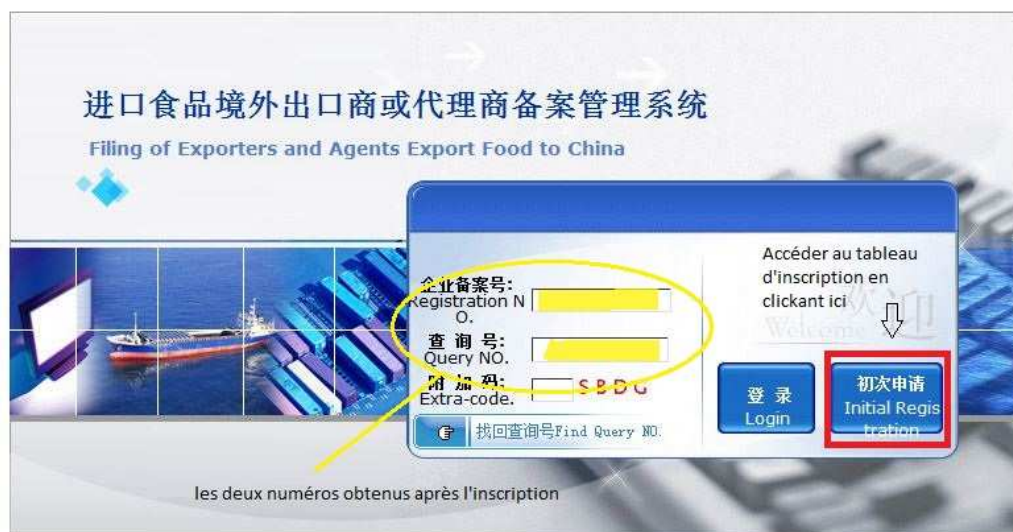 进口食品境外出口商或代理商备案管理系统
Filing of Exporters and Agents Export Food to China
企业备案号:
Registration N
O.
查 询 号:
Query NO.
附 加 码:
Extra-code.
SBDG
找回查询号Find Query NO.
Accéder au tableau
d'inscription en
clickant ici
欢迎
Welcome
登 录
Login
初次申请
Initial Regis
tration
les deux numéros obtenus après l'inscription